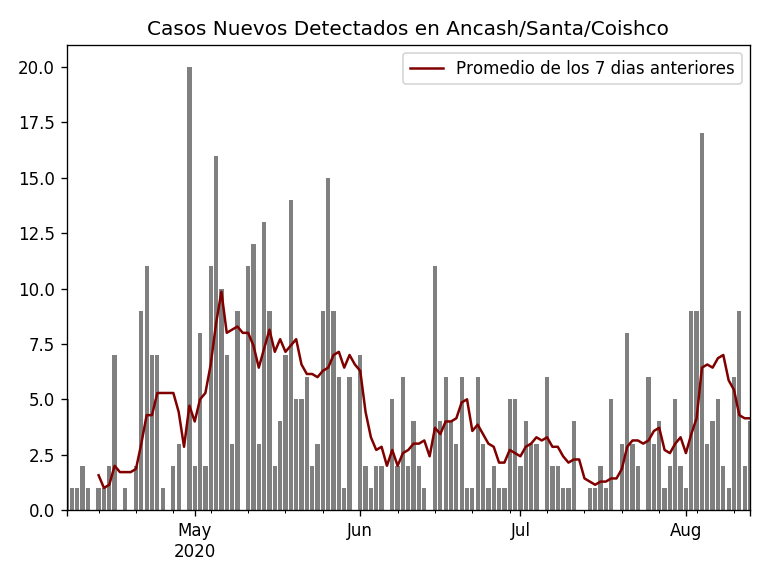 Casos Nuevos Detectados en Ancash/Santa/Coishco
Promedio de los 7 dias anteriores
20.0
17.5
15.0
12.5
10.0
7.5
5.0
2.5
0.0
May
2020
Jun
Jul
Aug